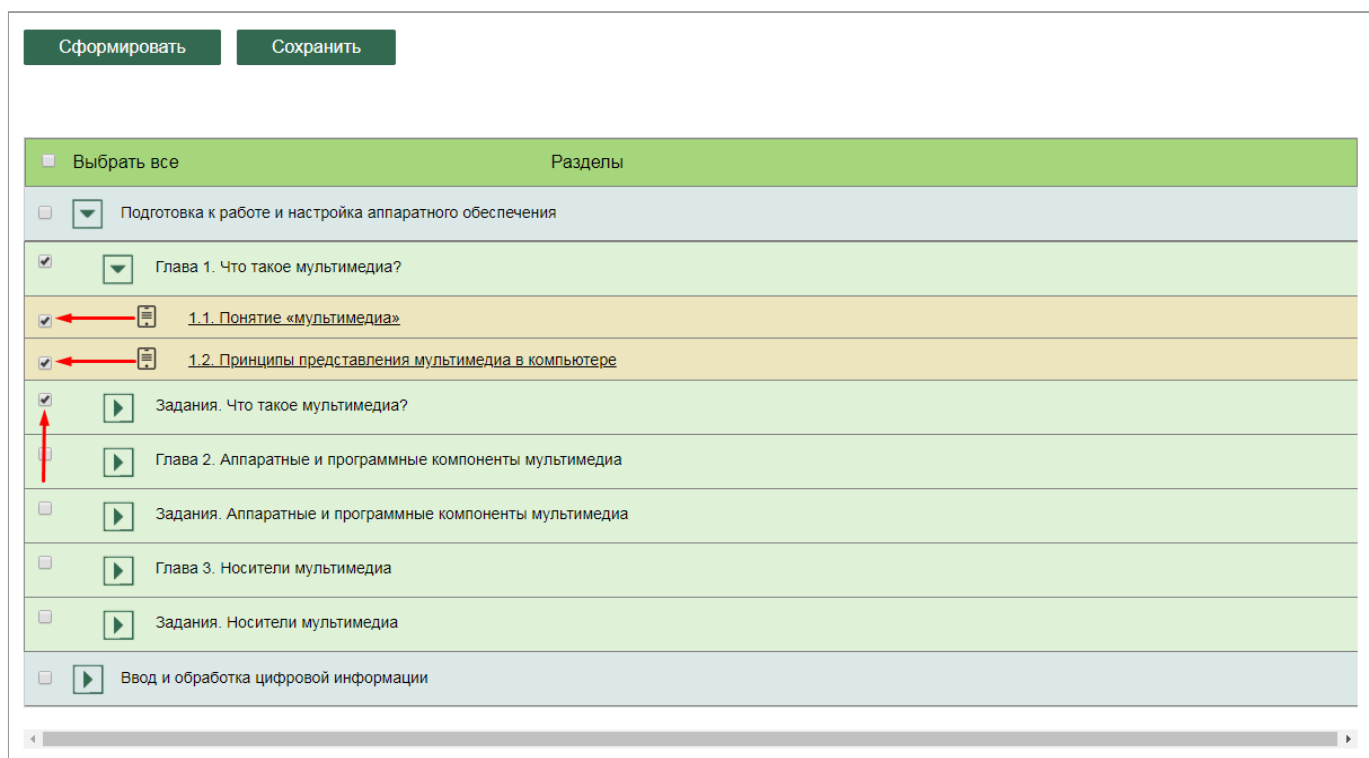 Сформировать Сохранить
Выбрать все Разделы
Подготовка к работе и настройка аппаратного обеспечения
Глава 1. Что такое мультимедиа?
1.1. Понятие «мультимедиа»
1.2. Принципы представления мультимедиа в компьютере
Задания. Что такое мультимедиа?
Глава 2. Аппаратные и программные компоненты мультимедиа
Задания. Аппаратные и программные компоненты мультимедиа
Глава 3. Носители мультимедиа
Задания. Носители мультимедиа
Ввод и обработка цифровой информации